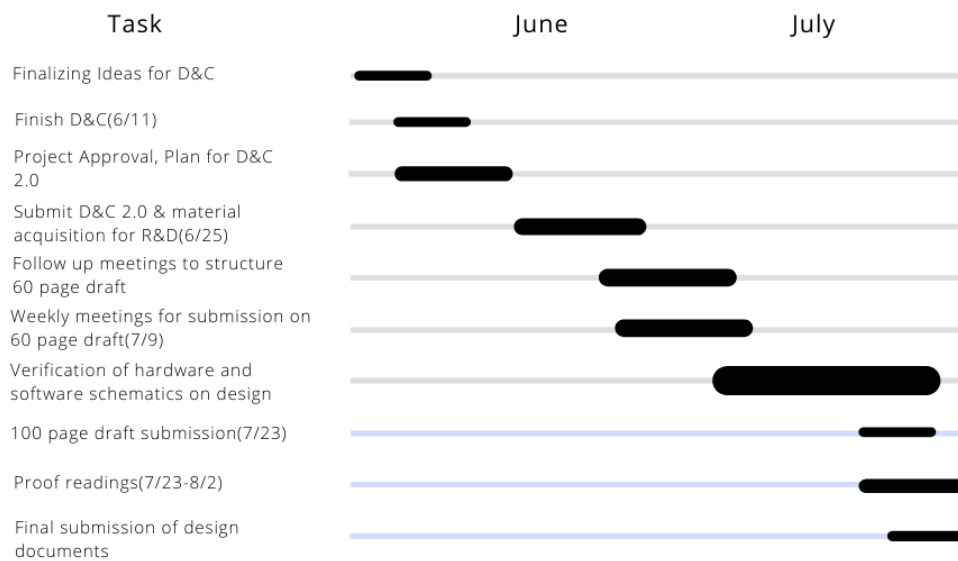 Task June July
Finalizing Ideas for D&C
Finish D&C(6/11)
Project Approval, Plan for D&C
2.0
Submit D&C 2.0 & material
acquisition for R&D(6/25)
Follow up meetings to structure
60 page draft
Weekly meetings for submission on
60 page draft(7/9)
Verification of hardware and
software schematics on design
100 page draft submission(7/23)
Proof readings(7/23-8/2)
Final submission of design
documents